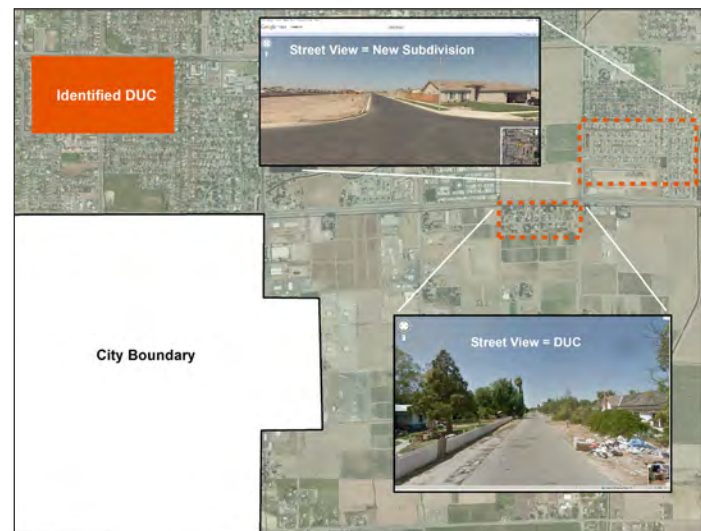 Street View = New Subdivision
Identified DUC
City Boundary
Street View = DUC